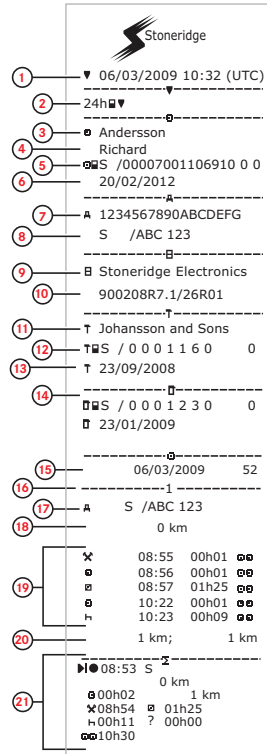 Stoneridge
1 ▼ 06/03/2009 10:32 (UTC)
2 24h ▼
3 Andersson
4 Richard
5 S /00007001106910 0 0
6 20/02/2012
A
7 A 1234567890ABCDEFG
8 S /ABC 123
9 Stoneridge Electronics
10 900208R7.1/26R01
T
11 T Johansson and Sons
12 T S / 0 0 0 1 1 6 0 0
13 T 23/09/2008
14
S / 0 0 0 1 2 3 0 0
23/01/2009
15 06/03/2009 52
16 1
17 A S /ABC 123
18 0 km
19
08:55 00h01
08:56 00h01
08:57 01h25
10:22 00h01
h 10:23 00h09
20 1 km; 1 km
Σ
21
08:53 S
0 km
00h02 1 km
08h54 01h25
h 00h11 ? 00h00
10h30